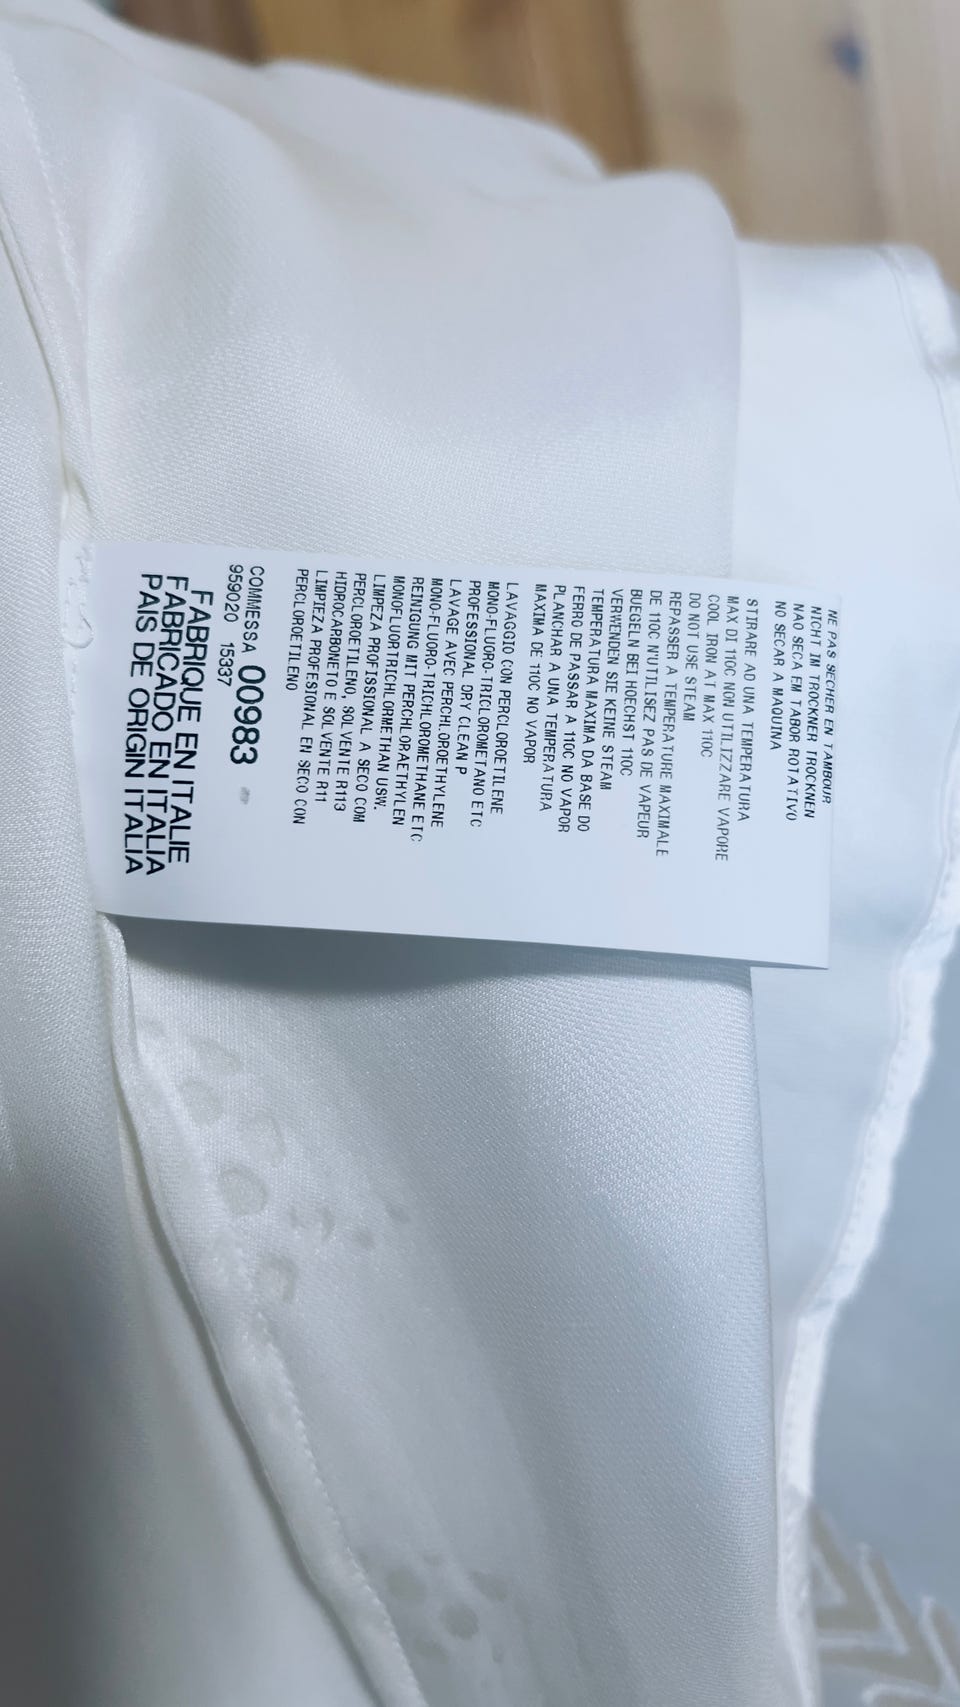 NE PAS SECHER EN TAMBOUR
NICHT IM TROCKNER TROCKNEN
NAO SECA EM TABOR ROTATIVO
NO SECAR A MAQUINA
STIRARE AD UNA TEMPERATURA
MAX DI 110C NON UTILIZZARE VAPORE
COOL IRON AT MAX 110C
DO NOT USE STEAM
REPASSER A TEMPERATURE MAXIMALE
DE 110C N'UTILISEZ PAS DE VAPEUR
BUEGELN BEI HOECHST 110C
VERWENDEN SIE KEINE STEAM
TEMPERATURA MAXIMA DA BASE DO
FERRO DE PASSAR A 110C NO VAPOR
PLANCHAR A UNA TEMPERATURA
MAXIMA DE 110C NO VAPOR
LAVAGGIO CON PERCLOROETILENE
MONO-FLUORO-TRICLOROMETANO ETC
PROFESSIONAL DRY CLEAN P
LAVAGE AVEC PERCHLOROETHYLENE
MONO-FLUORO-TRICHLOROMETHANE ETC
REINIGUNG MIT PERCHLORAETHYLEN
MONOFLUORTRICHLORMETHAN USW.
LIMPEZA PROFISSIONAL A SECO COM
PERCLOROETILENO, SOLVENTE R113
HIDROCARBONETO E SOLVENTE R11
LIMPIEZA PROFESIONAL EN SECO CON
PERCLOROETILENO
COMMESSA 00983
959020 15337
FABRIQUE EN ITALIE
FABRICADO EN ITALIA
PAIS DE ORIGIN ITALIA